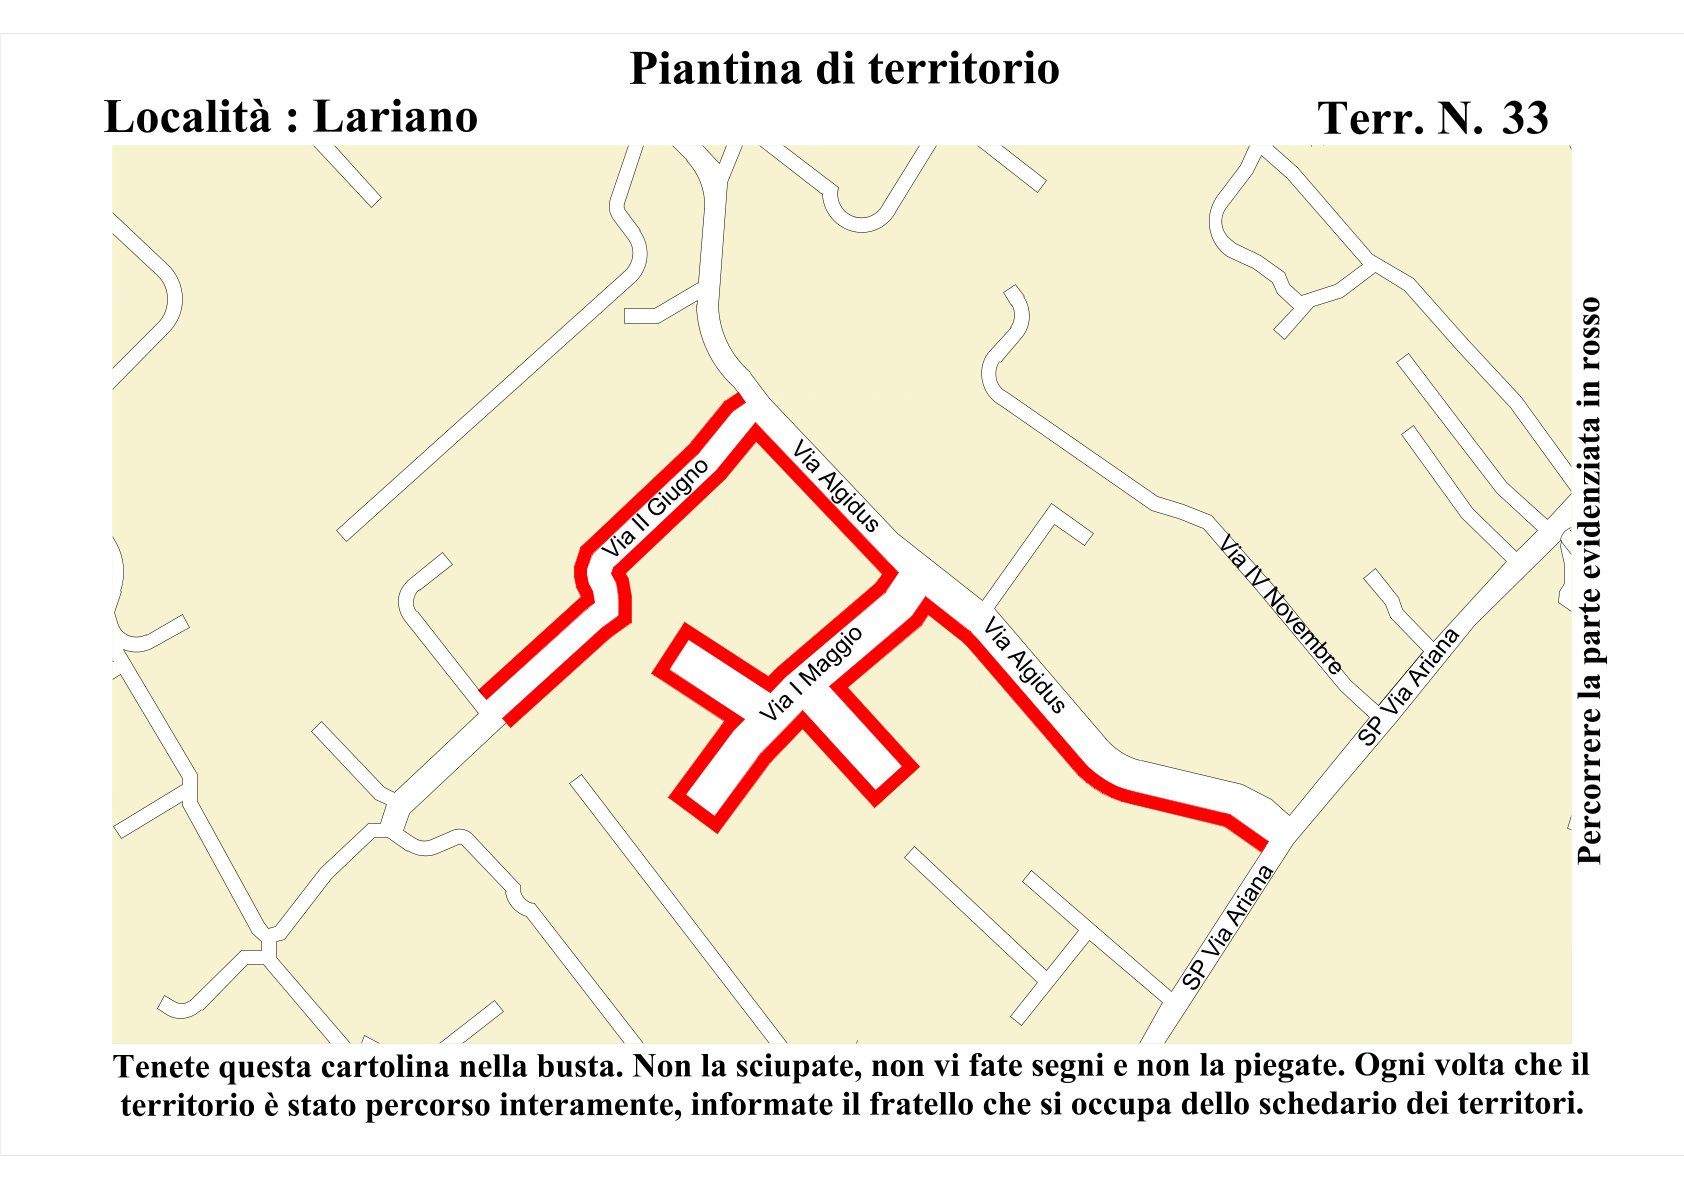 Piantina di territorio
Località : Lariano
Terr. N. 33
Via Algidus
Via II Giugno
Via IV Novembre
Via I Maggio
Via Algidus
SP Via Ariana
SP Via Ariana
Percorrere la parte evidenziata in rosso
Tenete questa cartolina nella busta. Non la sciupate, non vi fate segni e non la piegate. Ogni volta che il
territorio è stato percorso interamente, informate il fratello che si occupa dello schedario dei territori.